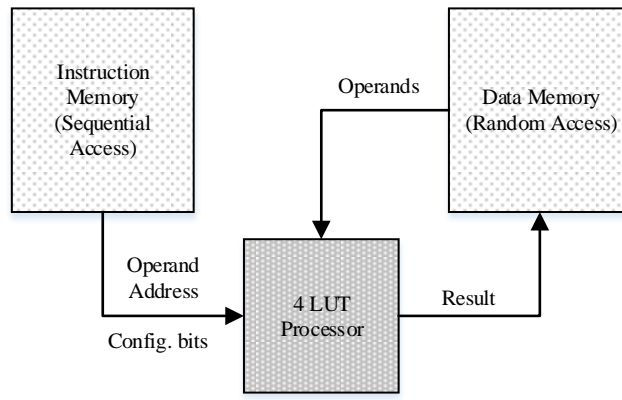 Instruction
Memory
(Sequential
Access)
Operands
Data Memory
(Random Access)
Operand
Address
Config. bits
4 LUT
Processor
Result